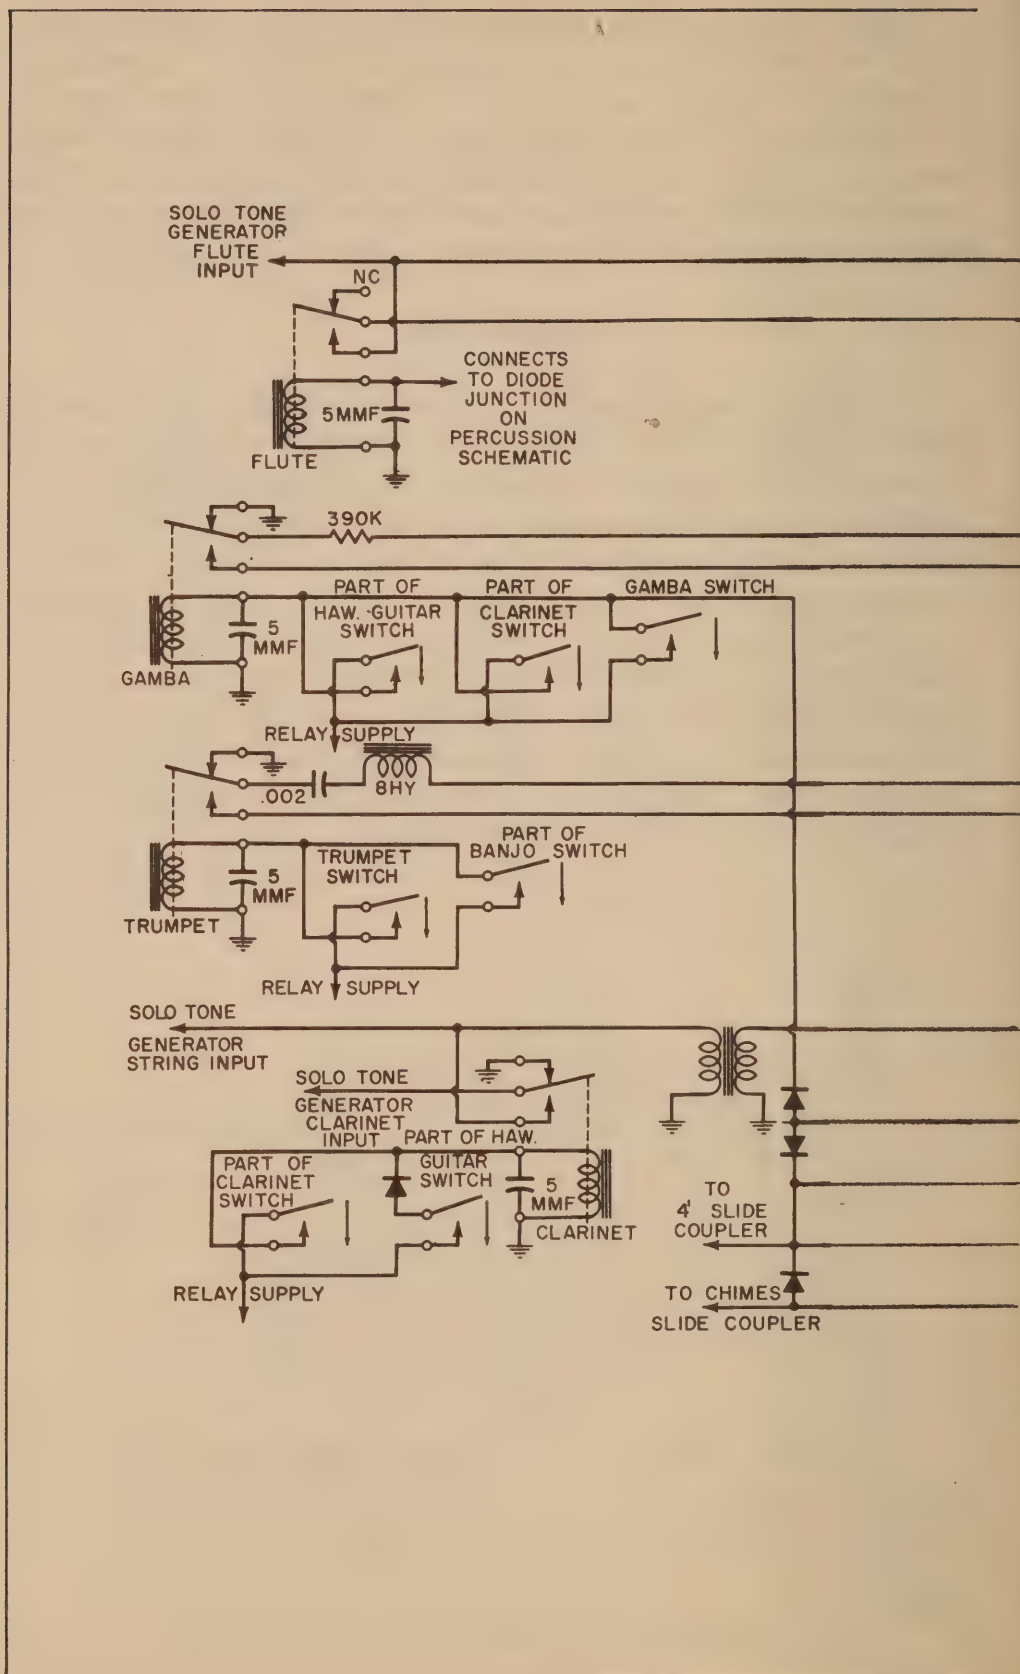 SOLO TONE
GENERATOR
FLUTE
INPUT
NC
CONNECTS
TO DIODE
JUNCTION
ON
PERCUSSION
SCHEMATIC
5MMF
FLUTE
390K
PART OF
HAW. GUITAR
SWITCH
PART OF
CLARINET
SWITCH
GAMBA SWITCH
5
MMF
GAMBA
RELAY SUPPLY
.002
8HY
PART OF
BANJO SWITCH
TRUMPET
SWITCH
5
MMF
TRUMPET
RELAY SUPPLY
SOLO TONE
GENERATOR
STRING INPUT
SOLO TONE
GENERATOR
CLARINET
INPUT
PART OF HAW.
GUITAR
SWITCH
PART OF
CLARINET
SWITCH
5
MMF
CLARINET
TO
4' SLIDE
COUPLER
RELAY SUPPLY
TO CHIMES
SLIDE COUPLER